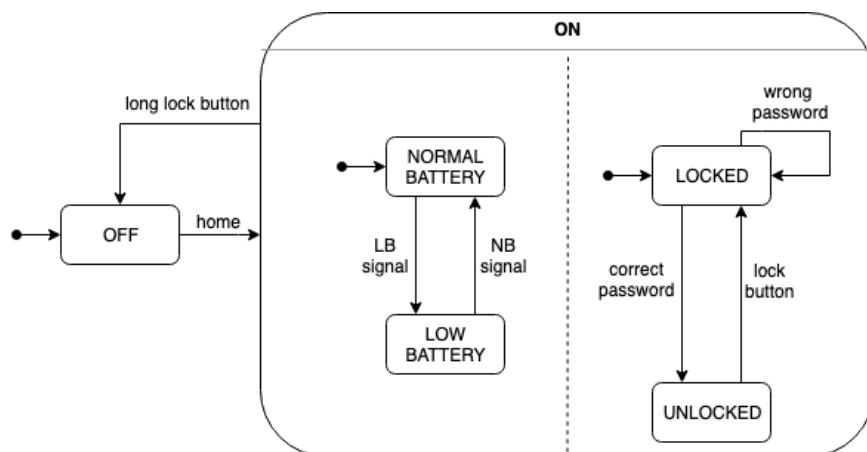 ON
long lock button
OFF
home
NORMAL
BATTERY
LB
signal
NB
signal
LOW
BATTERY
wrong
password
LOCKED
correct
password
lock
button
UNLOCKED